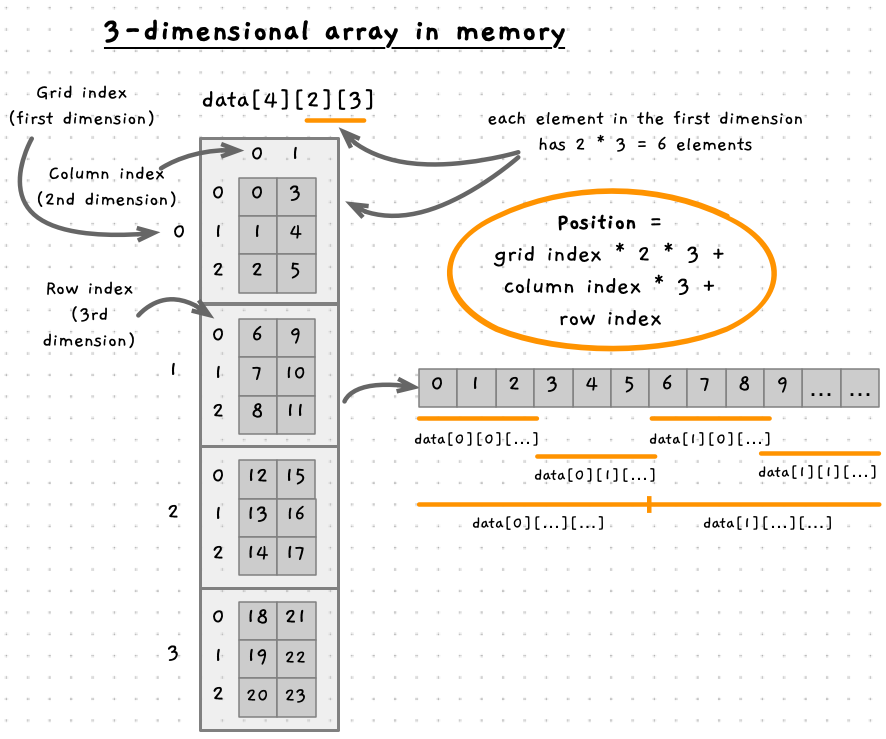 3-dimensional array in memory
Grid index
(first dimension)
data[4][2][3]
each element in the first dimension
has 2 * 3 = 6 elements
Column index
(2nd dimension)
0 1
0 0 3
0 1 1 4
2 2 5
Position =
grid index * 2 * 3 +
column index * 3 +
row index
Row index
(3rd
dimension)
0 6 9
1 1 7 10
2 8 11
0 1 2 3 4 5 6 7 8 9 ... ...
data[0][0][...] data[1][0][...]
data[0][1][...] data[1][1][...]
data[0][...][...] data[1][...][...]
0 12 15
2 1 13 16
2 14 17
0 18 21
3 1 19 22
2 20 23